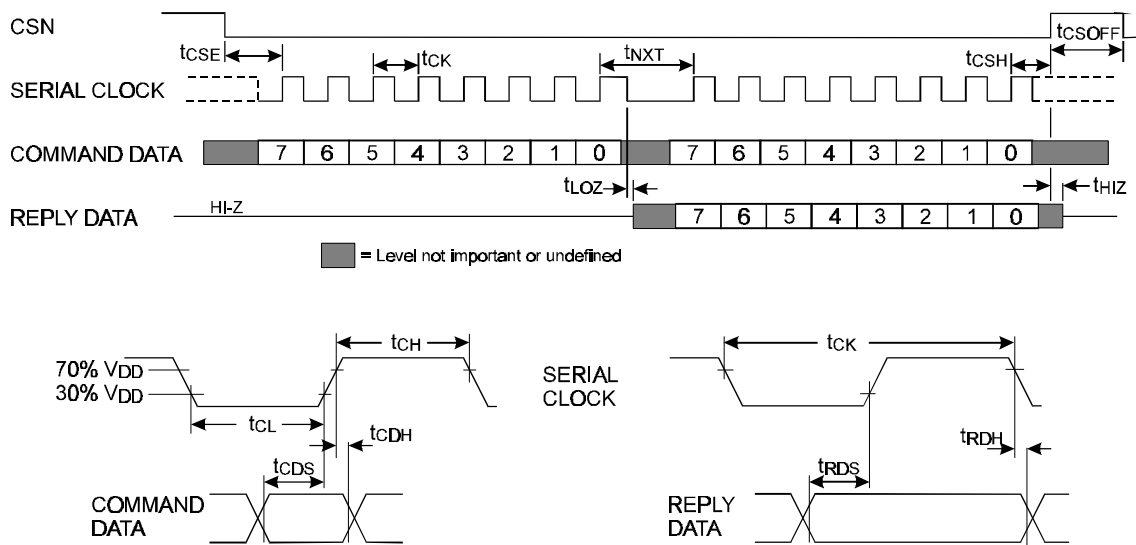 CSN
tCSE
tCK
tNXT
tCSH
tCSOFF
SERIAL CLOCK
COMMAND DATA
7 6 5 4 3 2 1 0
7 6 5 4 3 2 1 0
tLOZ
tHIZ
REPLY DATA
HI-Z
7 6 5 4 3 2 1 0
= Level not important or undefined
70% VDD
30% VDD
tCH
tCL
tCDH
tCDS
COMMAND
DATA
SERIAL
CLOCK
tCK
tRDH
tRDS
REPLY
DATA